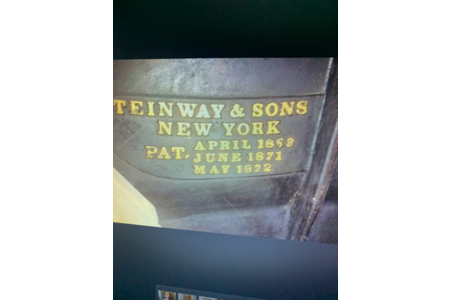 TEINWAY & SONS
NEW YORK
PAT. APRIL 1869
JUNE 1871
MAY 1872